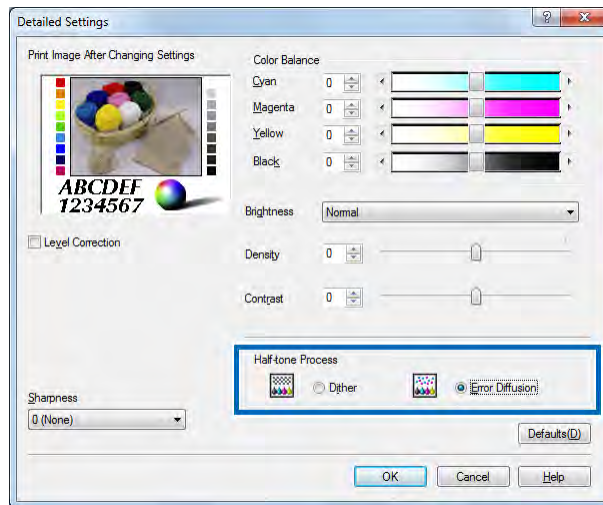 Detailed Settings
Print Image After Changing Settings
ABCDEF
1234567
Level Correction
Sharpness
0 (None)
Color Balance
Cyan 0
Magenta 0
Yellow 0
Black 0
Brightness Normal
Density 0
Contrast 0
Half-tone Process
Dither Error Diffusion
Defaults(D)
OK Cancel Help